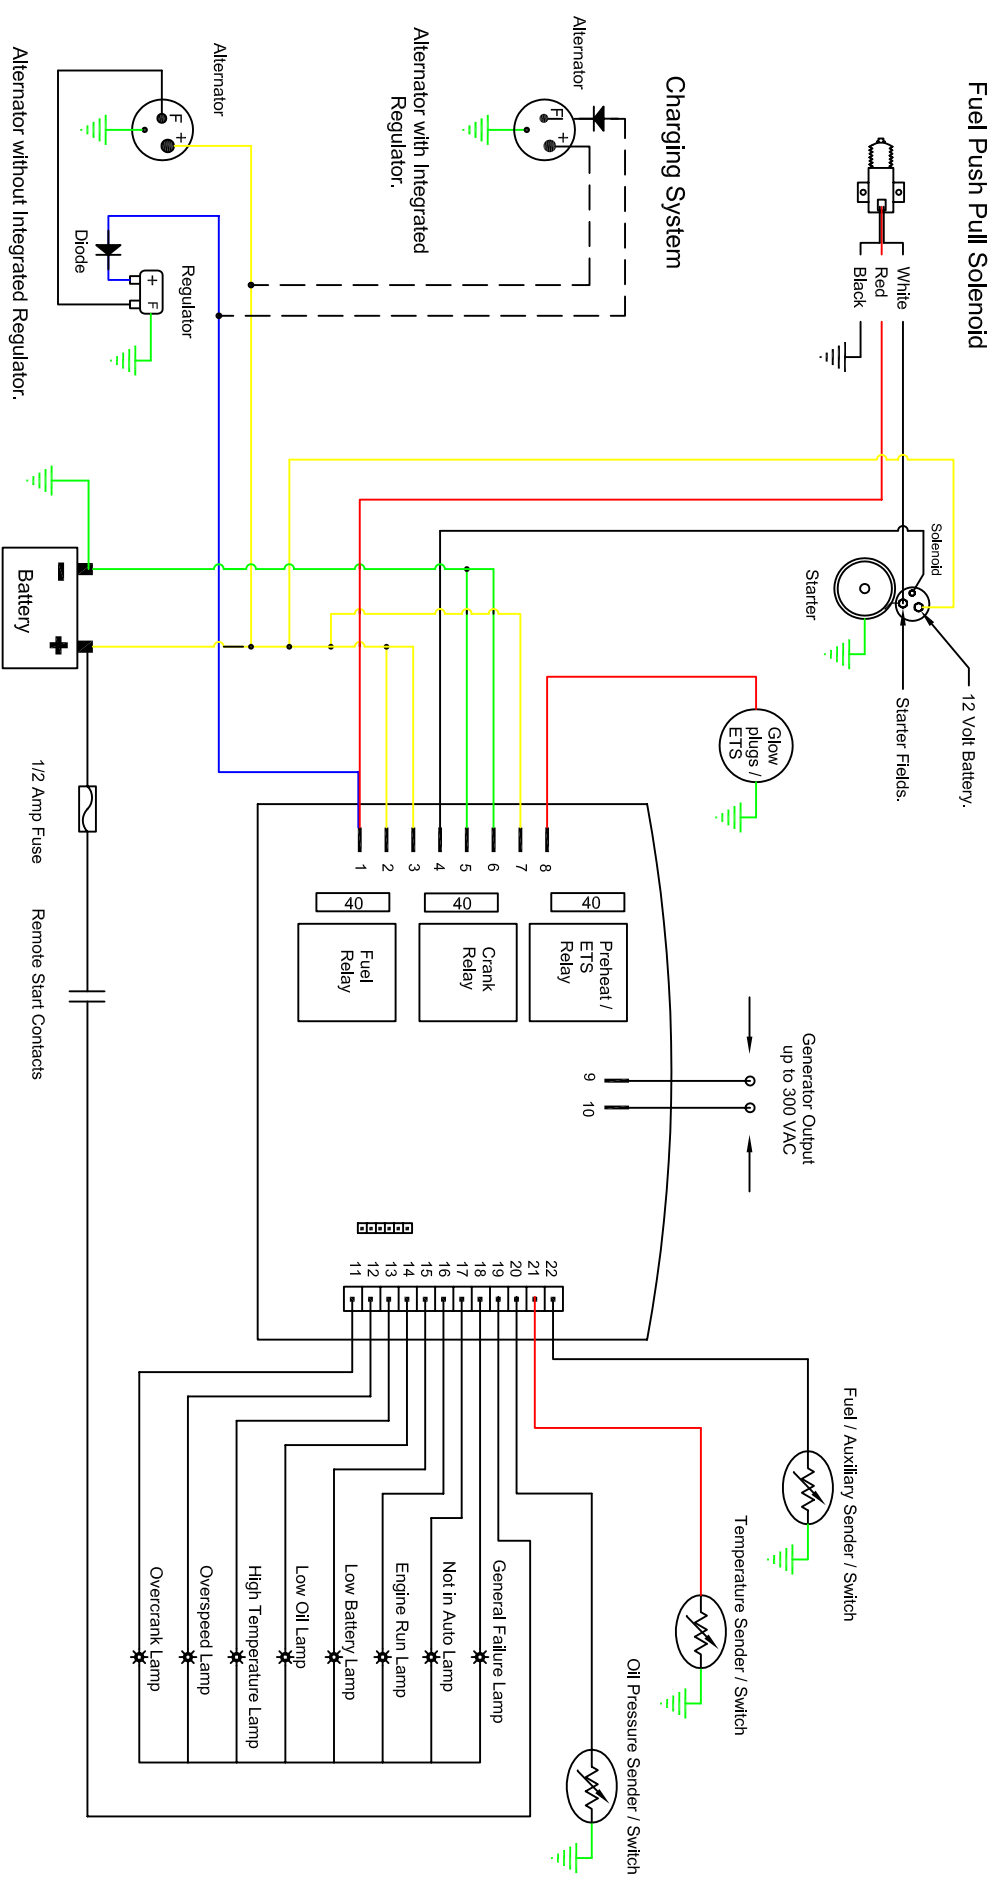 Fuel Push Pull Solenoid
White
Red
Black
Charging System
Alternator
F
+
Alternator with Integrated
Regulator.
Alternator
F
+
Diode
Regulator
+
F
Alternator without Integrated Regulator.
Solenoid
Starter
12 Volt Battery.
Starter Fields.
Glow
plugs /
ETS
-
+
Battery
1/2 Amp Fuse
Remote Start Contacts
8
7
6
5
4
3
2
1
40
40
40
Preheat /
ETS
Relay
Crank
Relay
Fuel
Relay
Generator Output
up to 300 VAC
9
10
22
21
20
19
18
17
16
15
14
13
12
11
Fuel / Auxiliary Sender / Switch
Temperature Sender / Switch
Oil Pressure Sender / Switch
General Failure Lamp
Not in Auto Lamp
Engine Run Lamp
Low Battery Lamp
Low Oil Lamp
High Temperature Lamp
Overspeed Lamp
Overcrank Lamp